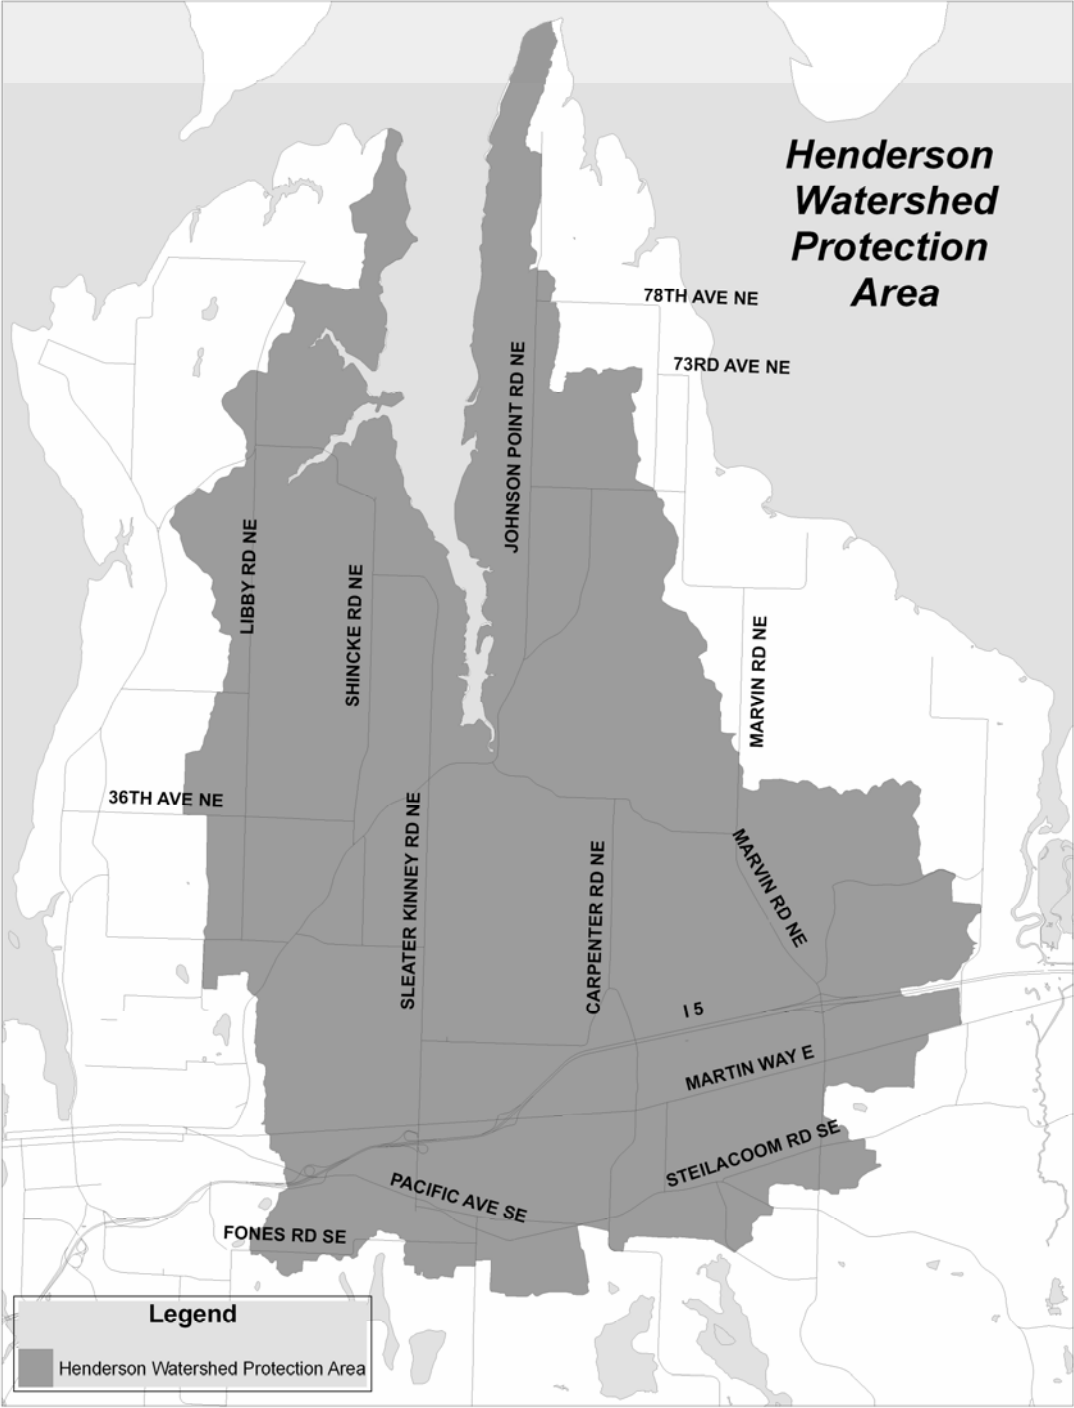 Henderson
Watershed
Protection
Area
78TH AVE NE
73RD AVE NE
JOHNSON POINT RD NE
LIBBY RD NE
SHINCKE RD NE
MARVIN RD NE
36TH AVE NE
SLEATER KINNEY RD NE
CARPENTER RD NE
MARVIN RD NE
I 5
MARTIN WAY E
STEILACOOM RD SE
PACIFIC AVE SE
FONES RD SE
Legend
Henderson Watershed Protection Area